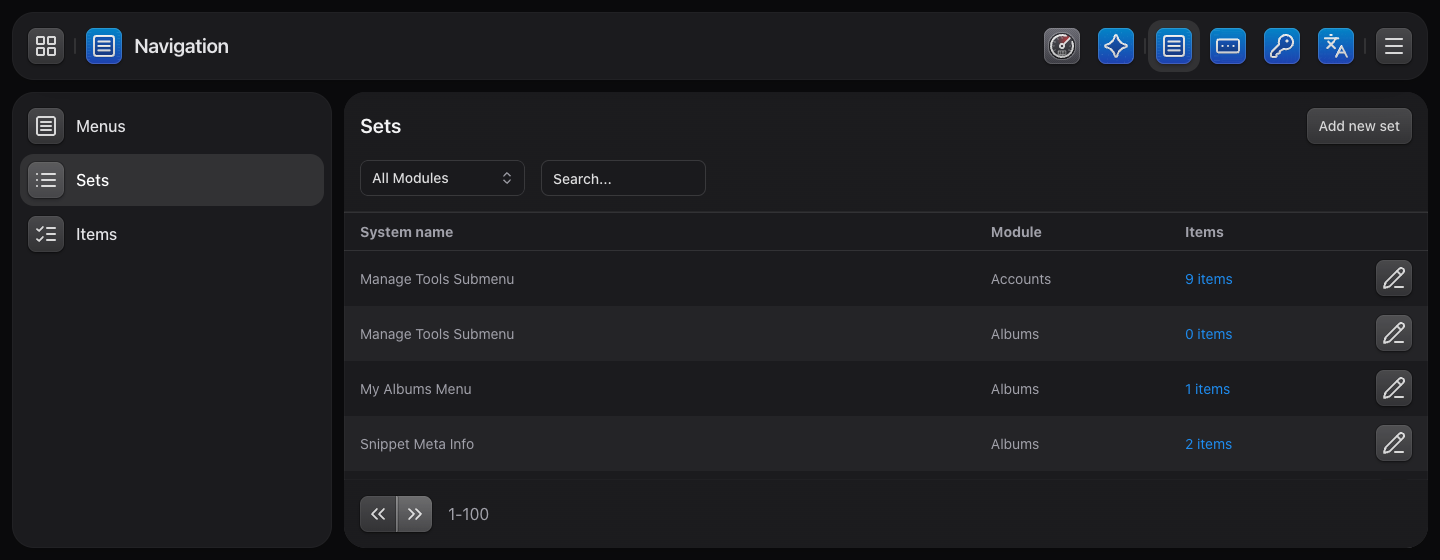 Navigation
Menus
Sets
Items
Sets
Add new set
All Modules
Search...
System name Module Items
Manage Tools Submenu Accounts 9 items
Manage Tools Submenu Albums 0 items
My Albums Menu Albums 1 items
Snippet Meta Info Albums 2 items
1-100